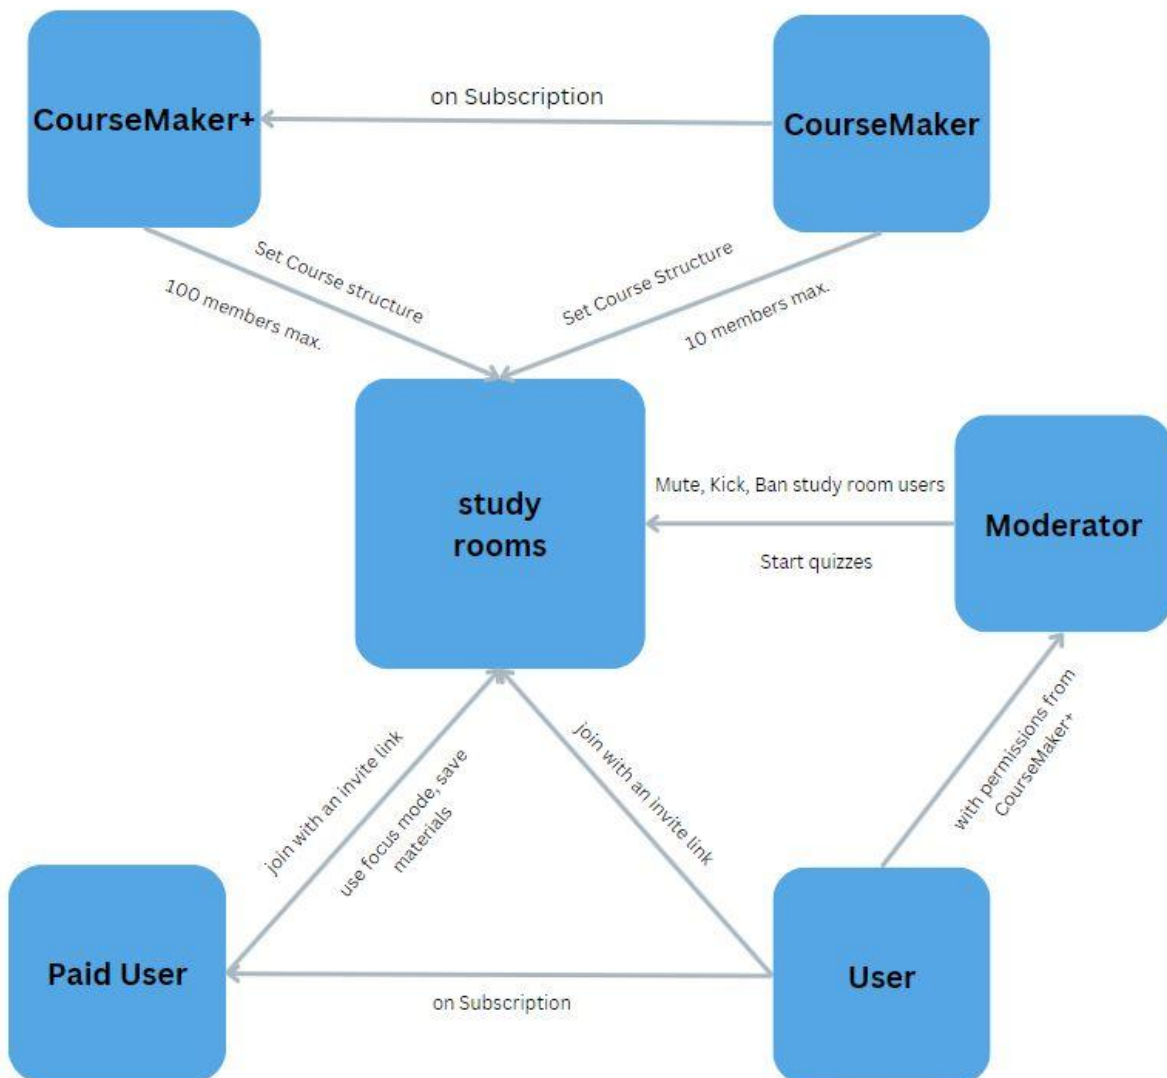 CourseMaker+
on Subscription
CourseMaker
Set Course structure
100 members max.
Set Course Structure
10 members max.
study
rooms
Mute, Kick, Ban study room users
Start quizzes
Moderator
join with an invite link
use focus mode, save
materials
join with an invite link
with permissions from
CourseMaker+
Paid User
on Subscription
User